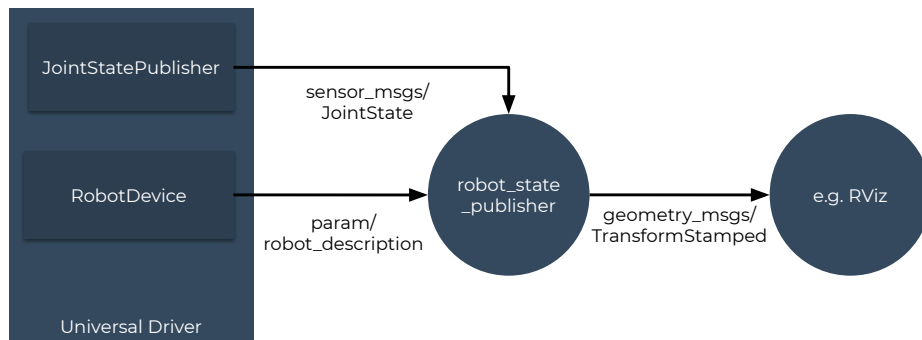 JointStatePublisher
sensor_msgs/
JointState
RobotDevice
param/
robot_description
robot_state
_publisher
geometry_msgs/
TransformStamped
e.g. RViz
Universal Driver